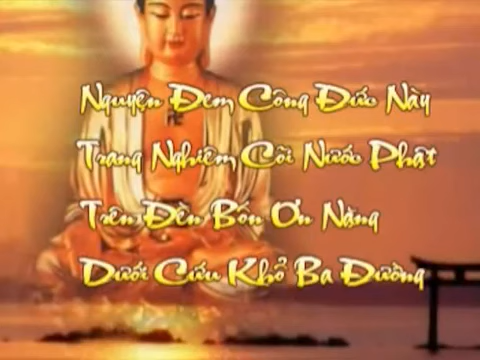 Nguyện Đem Công Đức Này
Trang Nghiêm Cõi Nước Phật
Trên Đền Bốn Ơn Nặng
Dưới Cứu Khổ Ba Đường